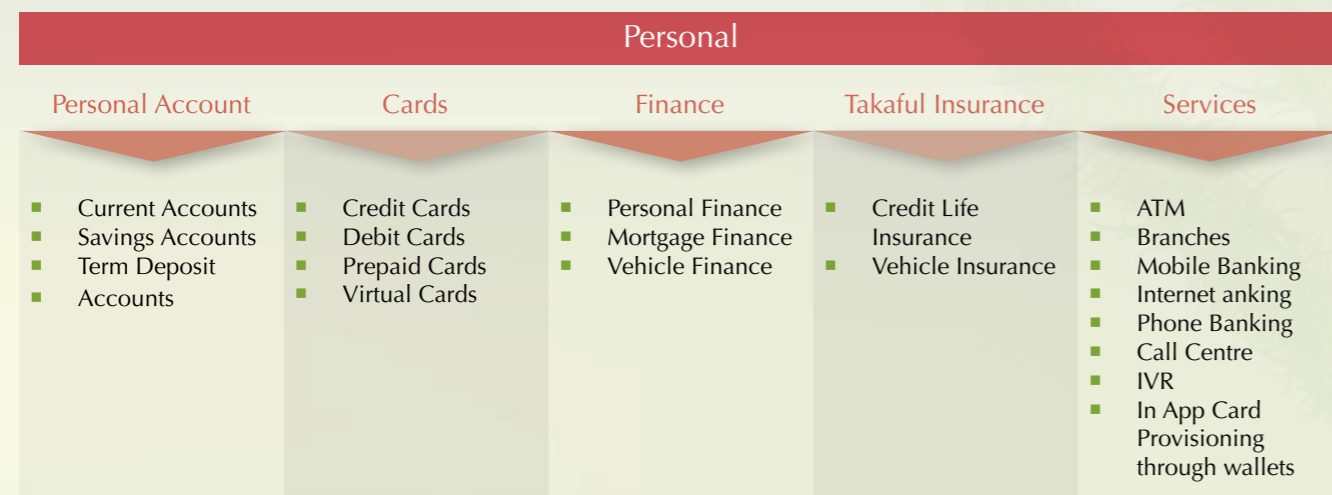 Personal
Personal Account
Current Accounts
Savings Accounts
Term Deposit
Accounts
Cards
Credit Cards
Debit Cards
Prepaid Cards
Virtual Cards
Finance
Personal Finance
Mortgage Finance
Vehicle Finance
Takaful Insurance
Credit Life
Insurance
Vehicle Insurance
Services
ATM
Branches
Mobile Banking
Internet anking
Phone Banking
Call Centre
IVR
In App Card
Provisioning
through wallets